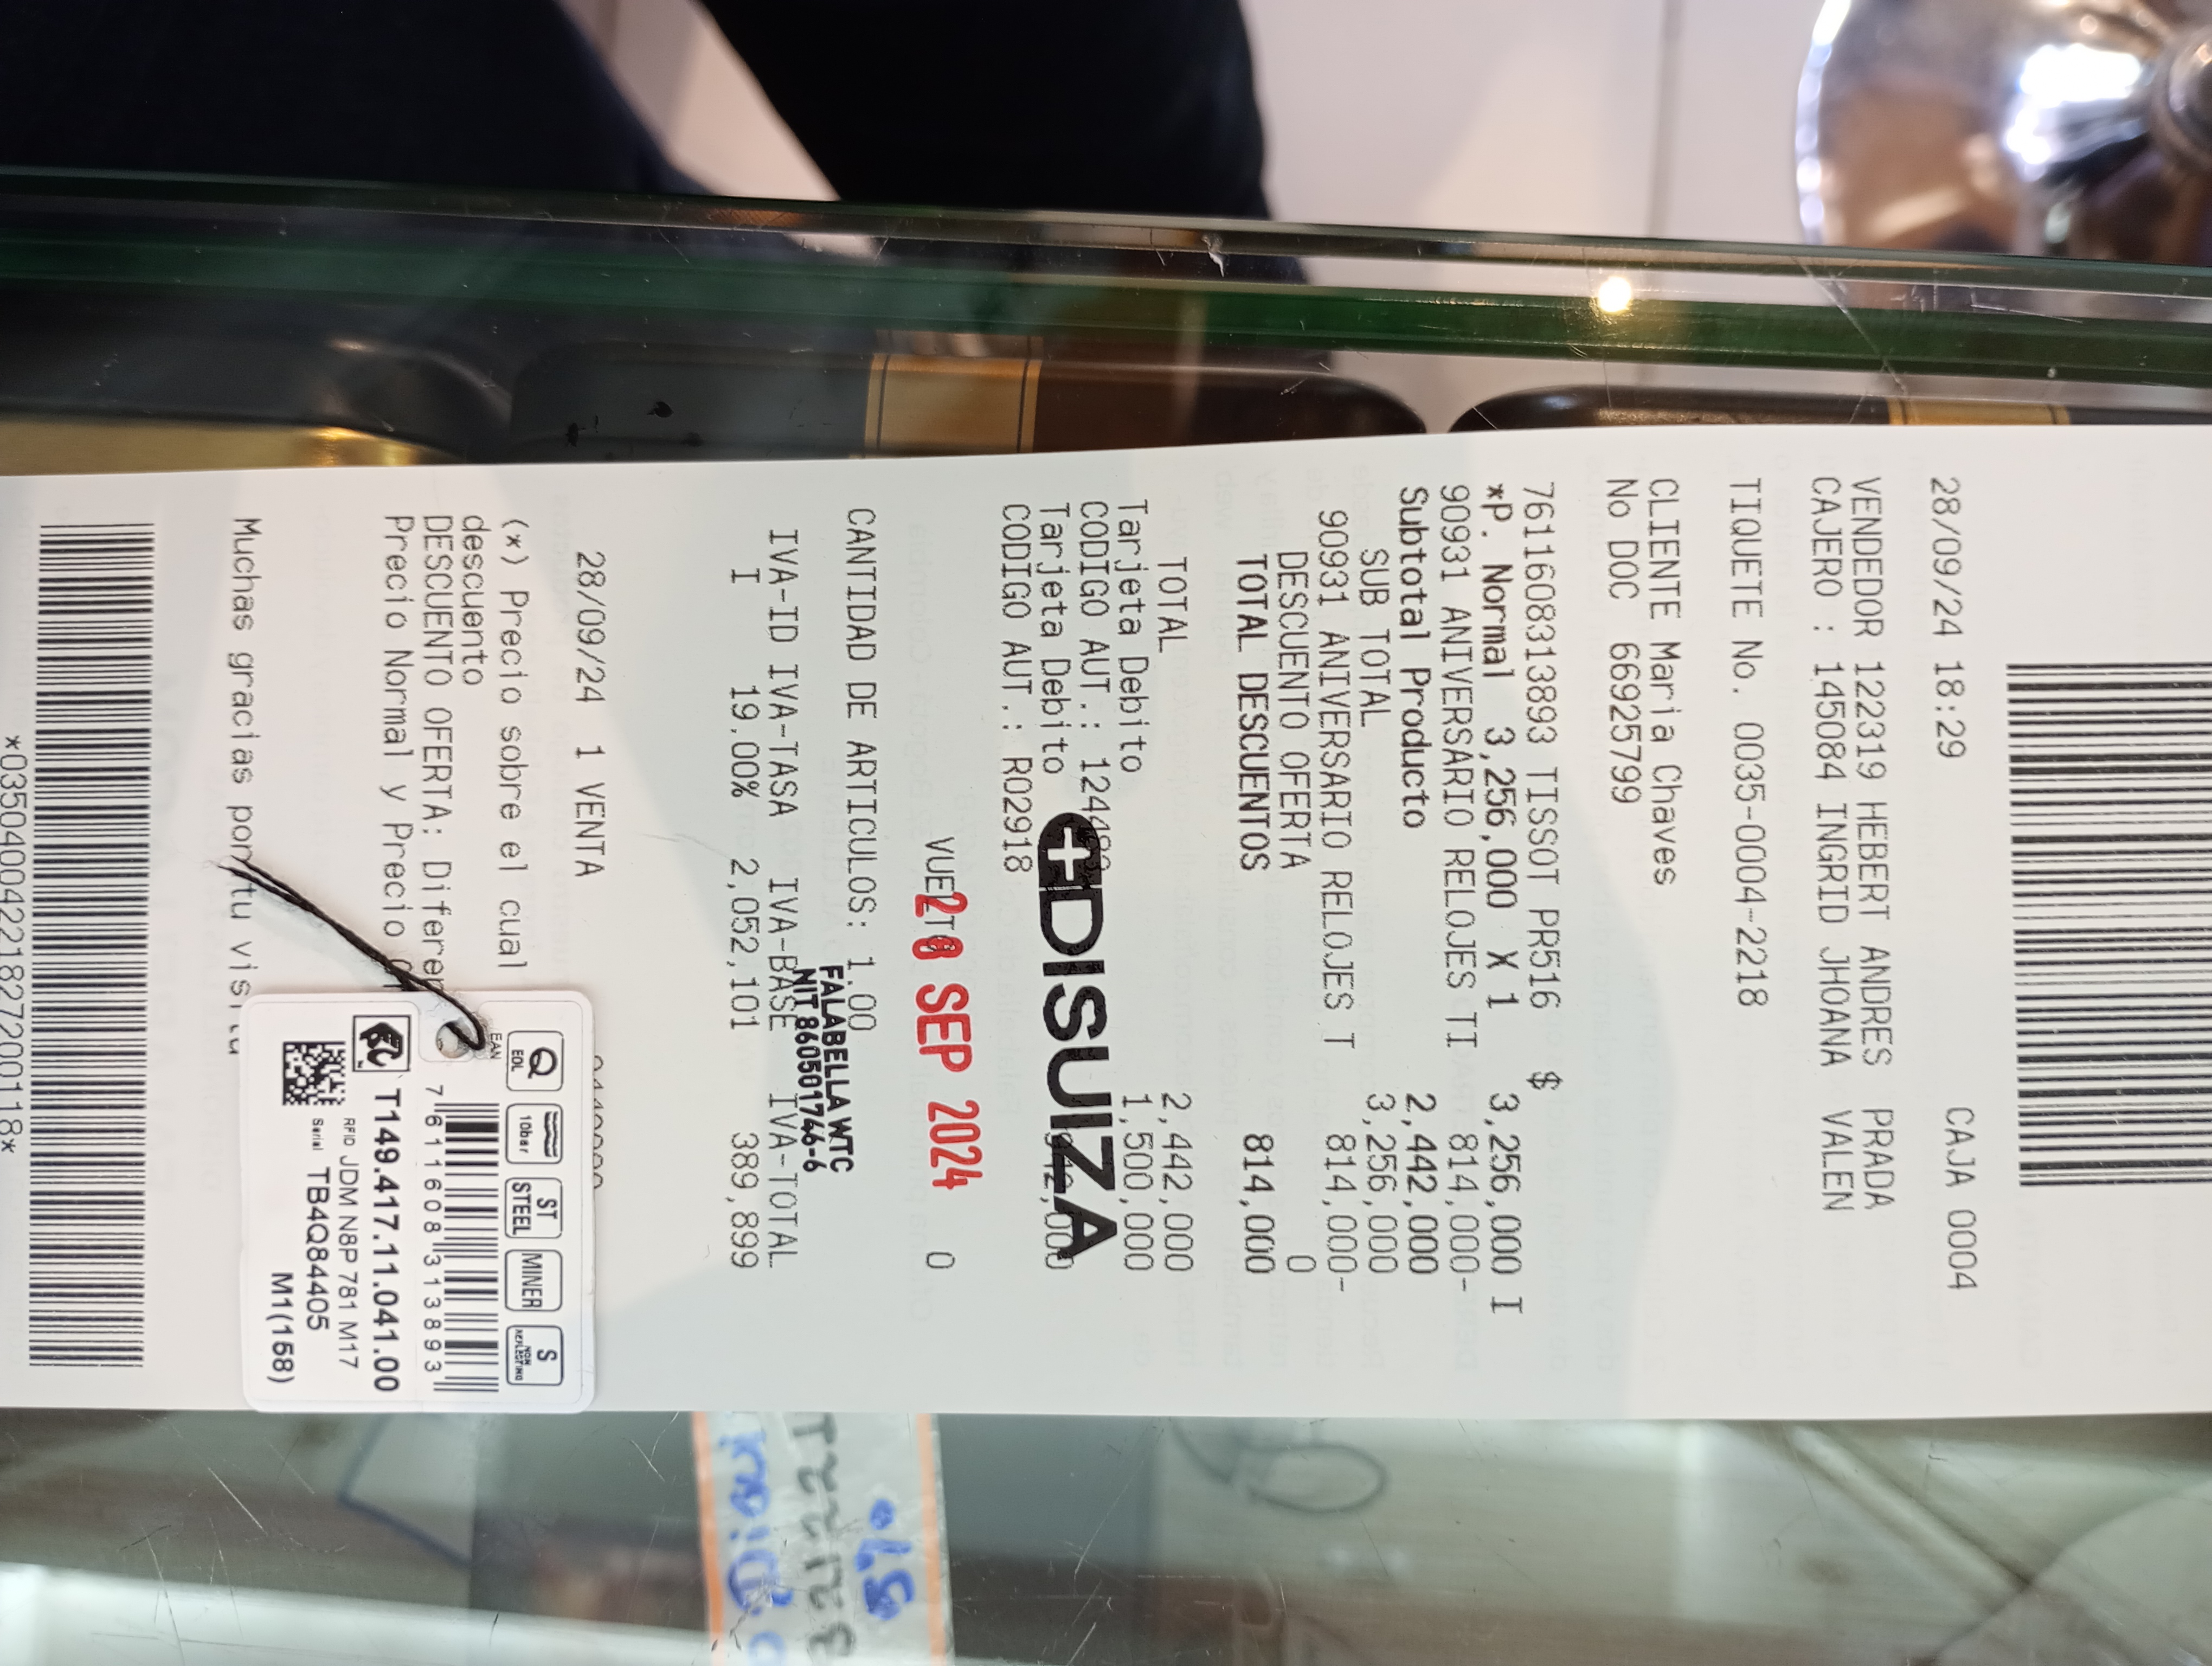 28/09/24 18:29 CAJA 0004
VENDEDOR 122319 HEBERT ANDRES PRADA
CAJERO : 145084 INGRID JHOANA VALEN
TIQUETE No. 0035-0004-2218
CLIENTE Maria Chaves
No DOC 66925799
7611608313893 TISSOT PR516 $
*P. Normal 3,256,000 X 1 3,256,000 I
90931 ANIVERSARIO RELOJES TI 814,000-
Subtotal Producto 2,442,000
SUB TOTAL 3,256,000
90931 ANIVERSARIO RELOJES T 814,000-
DESCUENTO OFERTA 0
TOTAL DESCUENTOS 814,000
TOTAL 2,442,000
Tarjeta Debito 1,500,000
CODIGO AUT.:
Tarjeta Debito 942,000
CODIGO AUT.: R02918
DISUIZA
VUELTO 0
28 SEP 2024
CANTIDAD DE ARTICULOS: 1.00
FALABELLA WTC
NIT 860501746-6
IVA-ID IVA-TASA IVA-BASE IVA-TOTAL
I 19.00% 2,052,101 389,899
28/09/24 1 VENTA
(*) Precio sobre el cual
descuento
DESCUENTO OFERTA: Diferen
Precio Normal y Precio
Muchas gracias por tu visita
*03504004221827200118*
Q EOL
10bar
ST STEEL
MINER
S NON REFLECTING
EAN
7 611608 313893
T149.417.11.041.00
RFID JDM N8P 781 M17
Serial TB4Q84405
M1(158)